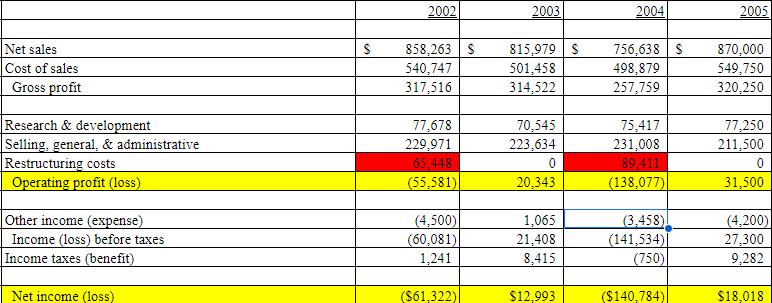 2002 2003 2004 2005
Net sales $ 858,263 $ 815,979 $ 756,638 $ 870,000
Cost of sales 540,747 501,458 498,879 549,750
Gross profit 317,516 314,522 257,759 320,250
Research & development 77,678 70,545 75,417 77,250
Selling, general, & administrative 229,971 223,634 231,008 211,500
Restructuring costs 65,448 0 89,411 0
Operating profit (loss) (55,581) 20,343 (138,077) 31,500
Other income (expense) (4,500) 1,065 (3,458) (4,200)
Income (loss) before taxes (60,081) 21,408 (141,534) 27,300
Income taxes (benefit) 1,241 8,415 (750) 9,282
Net income (loss) ($61,322) $12,993 ($140,784) $18,018